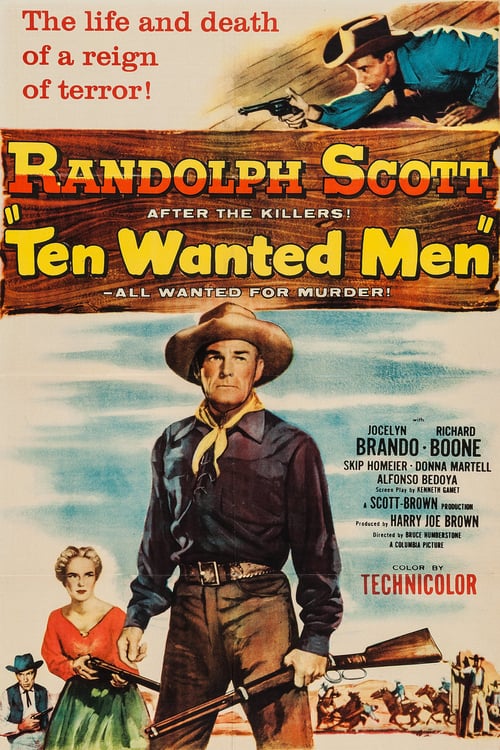 The life and death
of a reign
of terror!
RANDOLPH SCOTT
AFTER THE KILLERS!
"Ten Wanted Men"
—ALL WANTED FOR MURDER!
with
JOCELYN RICHARD
BRANDO · BOONE
SKIP HOMEIER · DONNA MARTELL
ALFONSO BEDOYA
Screen Play by KENNETH GAMET
A SCOTT-BROWN PRODUCTION
Produced by HARRY JOE BROWN
Directed by BRUCE HUMBERSTONE
A COLUMBIA PICTURE
COLOR BY
TECHNICOLOR